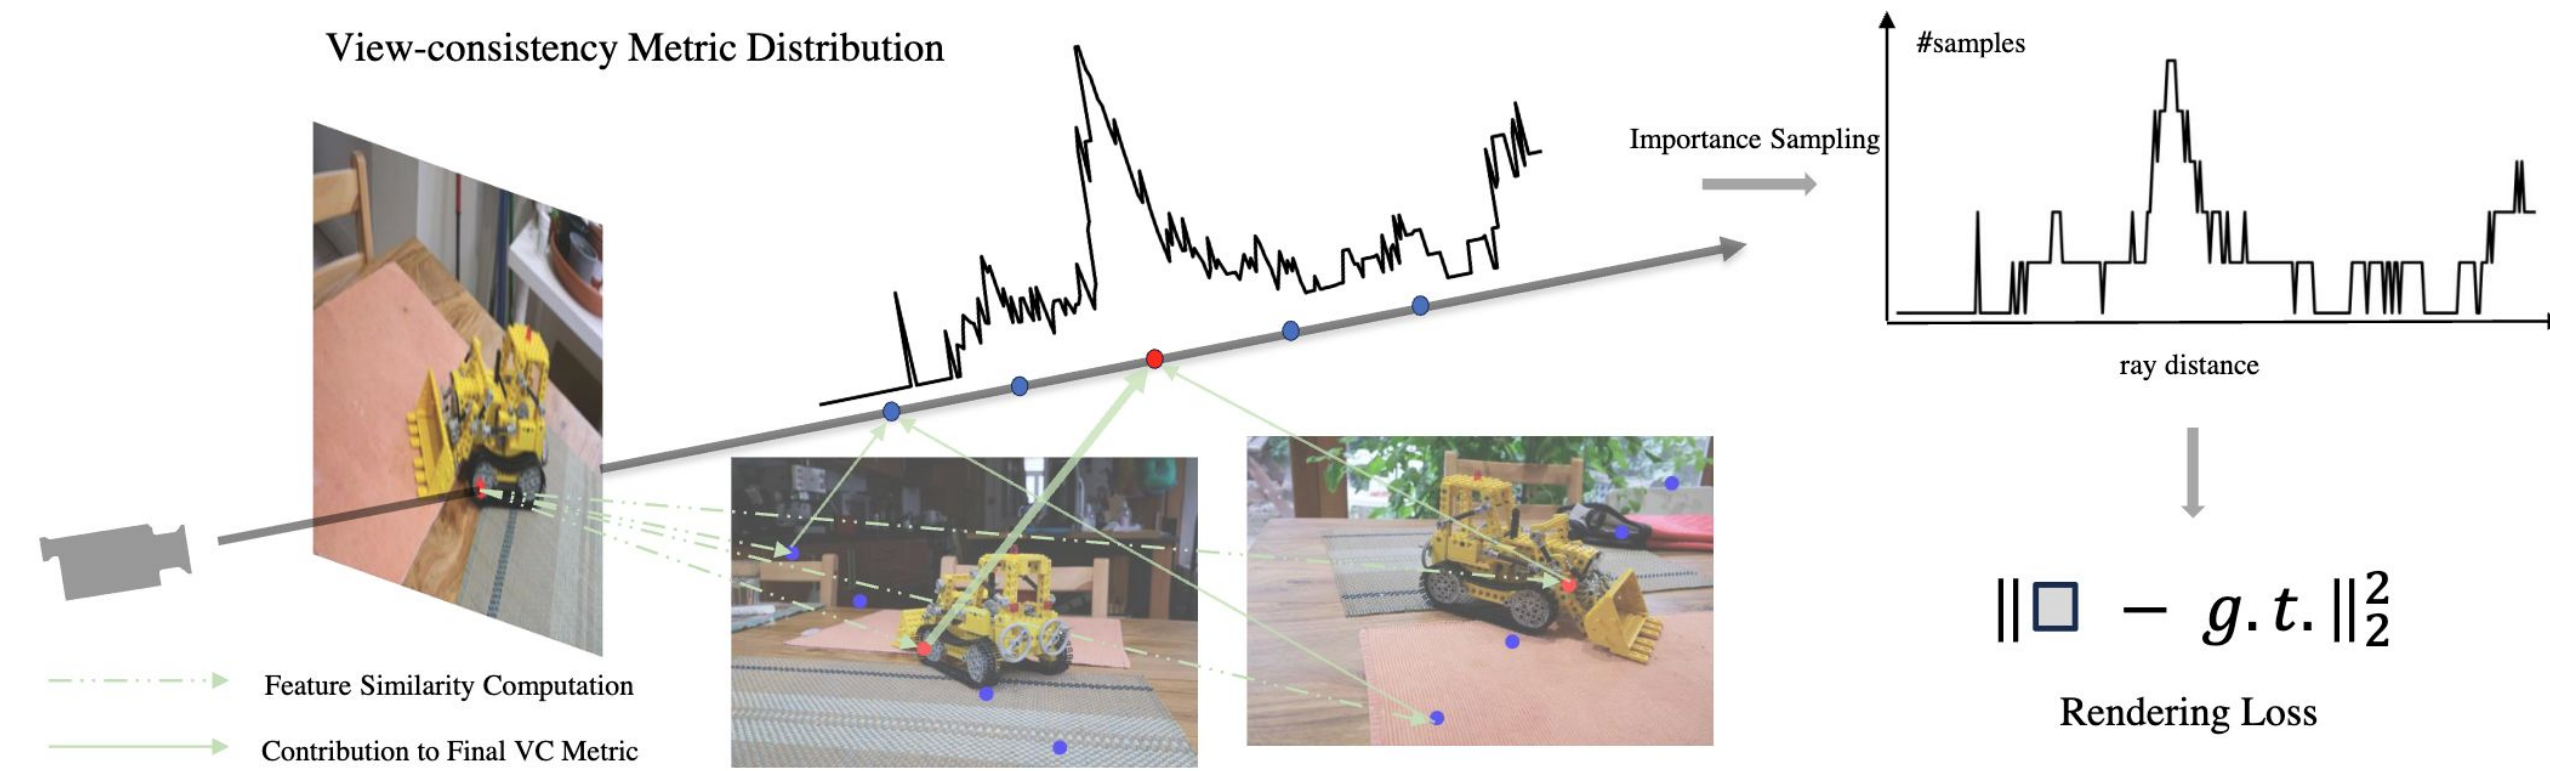 View-consistency Metric Distribution
#samples
Importance Sampling
ray distance
Feature Similarity Computation
Contribution to Final VC Metric
||□ − g.t.||₂²
Rendering Loss